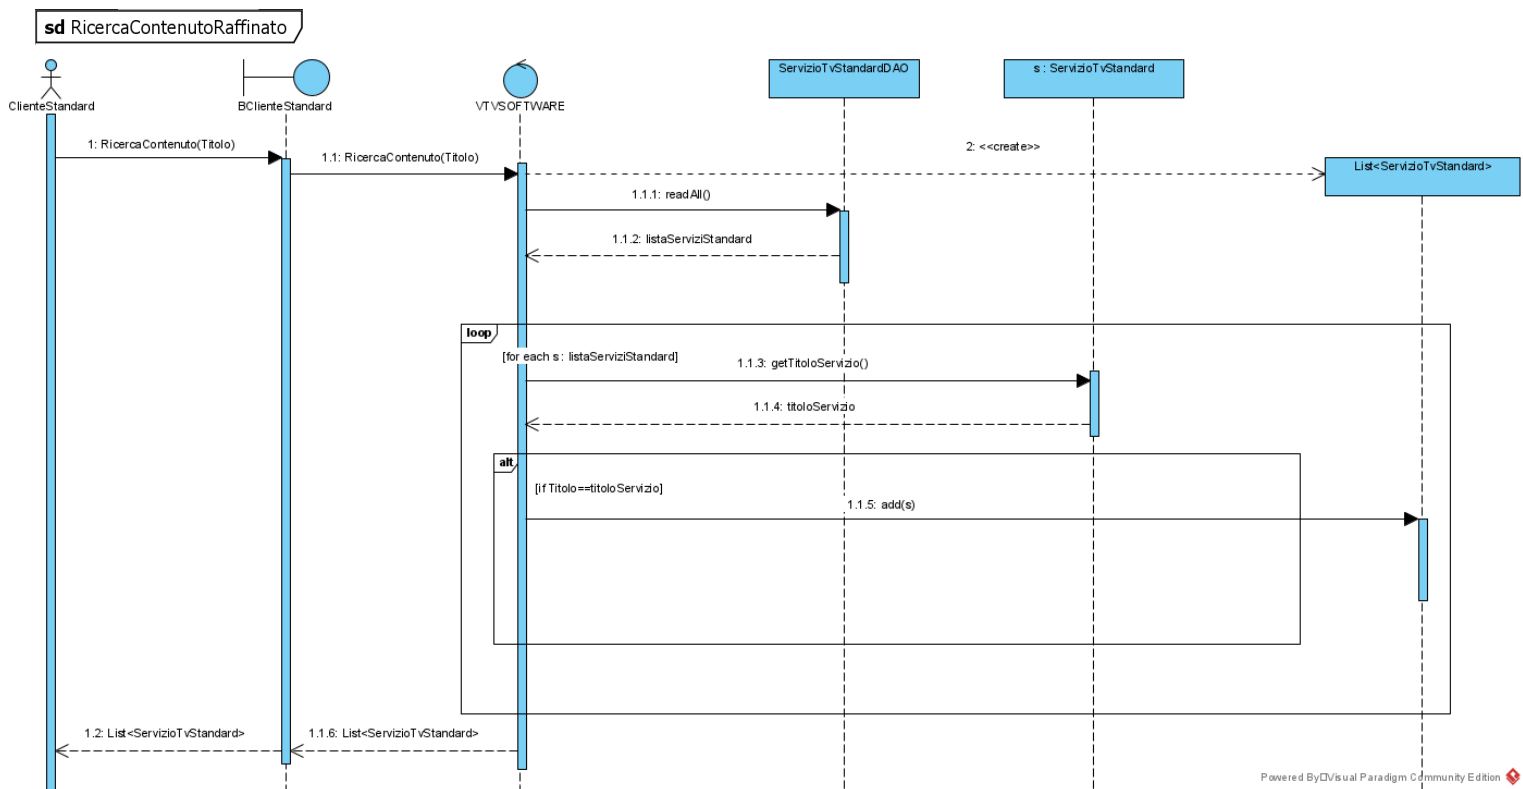 sd RicercaContenutoRaffinato
ClienteStandard
BClienteStandard
VTVSOFTWARE
ServizioTvStandardDAO
s : ServizioTvStandard
1: RicercaContenuto(Titolo)
1.1: RicercaContenuto(Titolo)
2: <<create>>
List<ServizioTvStandard>
1.1.1: readAll()
1.1.2: listaServiziStandard
loop
[for each s : listaServiziStandard]
1.1.3: getTitoloServizio()
1.1.4: titoloServizio
alt
[if Titolo==titoloServizio]
1.1.5: add(s)
1.2: List<ServizioTvStandard>
1.1.6: List<ServizioTvStandard>
Powered By Visual Paradigm Community Edition